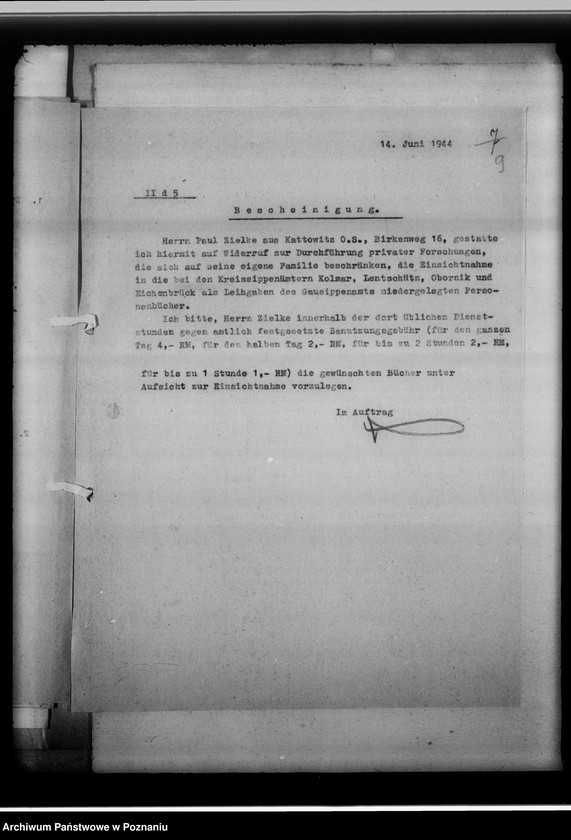 14. Juni 1944
7
9
II d 5
Bescheinigung.
Herrn Paul Zielke aus Kattowitz O.S., Birkenweg 16, gestatte
ich hiermit auf Widerruf zur Durchführung privater Forschungen,
die sich auf seine eigene Familie beschränken, die Einsichtnahme
in die bei den Kreissippenämtern Kolmar, Lentschütz, Obornik und
Eichenbrück als Leihgaben des Gausippenamts niedergelegten Perso-
nenbücher.
Ich bitte, Herrn Zielke innerhalb der dort üblichen Dienst-
stunden gegen amtlich festgesetzte Benutzungsgebühr (für den ganzen
Tag 4,- RM, für den halben Tag 2,- RM, für bis zu 2 Stunden 2,- RM,
für bis zu 1 Stunde 1,- RM) die gewünschten Bücher unter
Aufsicht zur Einsichtnahme vorzulegen.
Im Auftrag
Archiwum Państwowe w Poznaniu